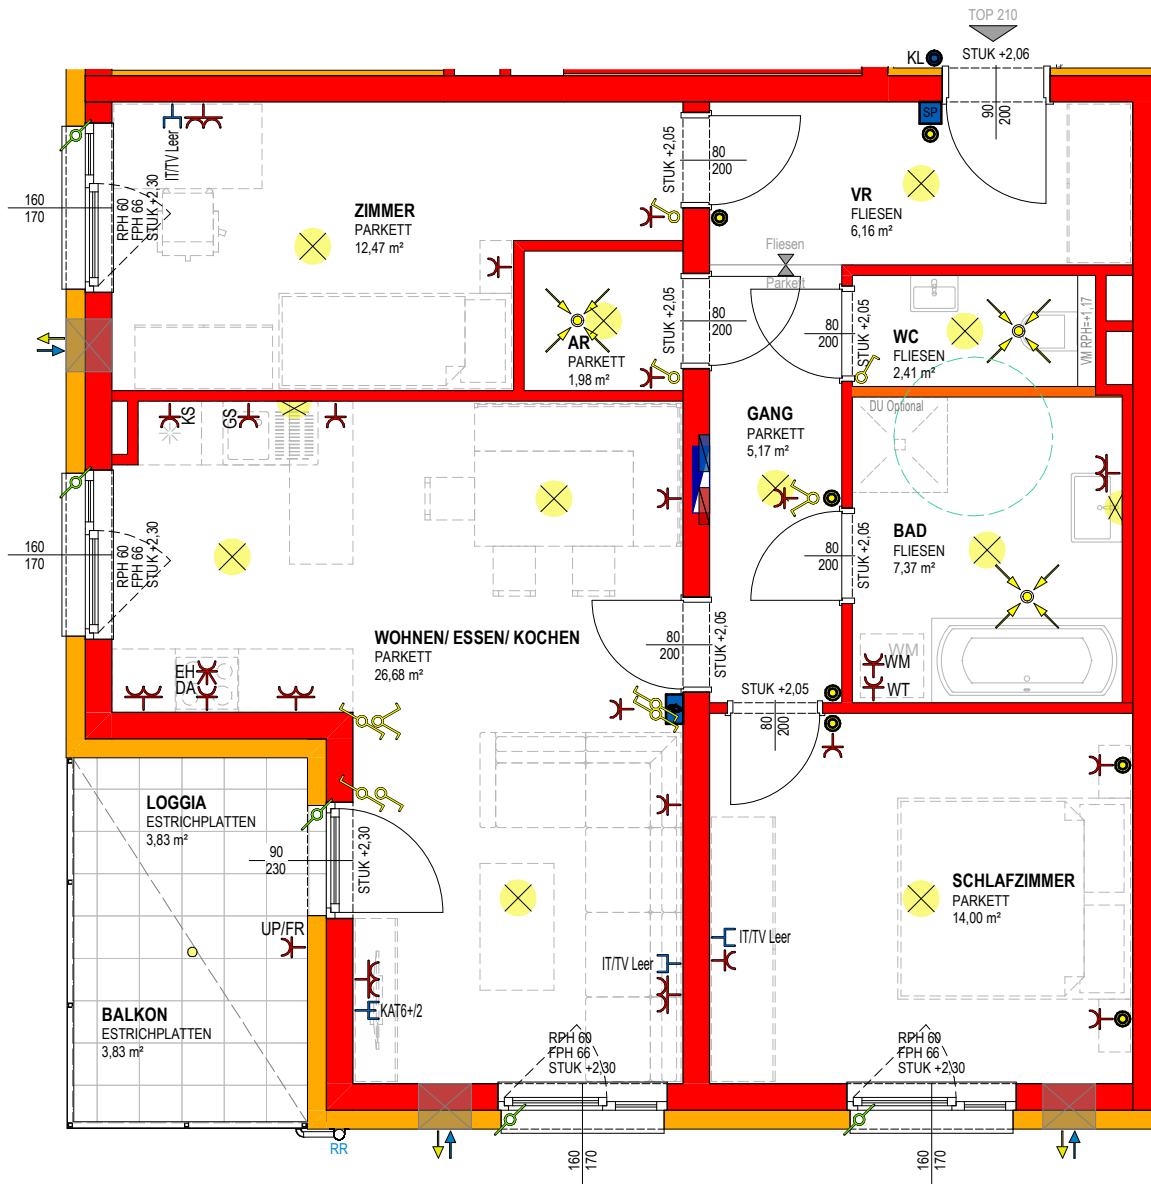 TOP 210
KL
STUK +2,06
90
200
SP
IT/TV Leer
STUK +2,05
80
200
160
170
RPH 60
FPH 66
STUK +2,30
ZIMMER
PARKETT
12,47 m²
VR
FLIESEN
6,16 m²
Fliesen
Parkett
STUK +2,05
80
200
80
200
STUK +2,05
AR
PARKETT
1,98 m²
WC
FLIESEN
2,41 m²
VM RPH=+1,17
KS
GS
GANG
PARKETT
5,17 m²
DU Optional
160
170
RPH 60
FPH 66
STUK +2,30
80
200
STUK +2,05
BAD
FLIESEN
7,37 m²
WOHNEN/ ESSEN/ KOCHEN
PARKETT
26,68 m²
80
200
STUK +2,05
WM
WM
WT
EH
DA
STUK +2,05
80
200
LOGGIA
ESTRICHPLATTEN
3,83 m²
90
230
STUK +2,30
SCHLAFZIMMER
PARKETT
14,00 m²
UP/FR
IT/TV Leer
IT/TV Leer
KAT6+/2
BALKON
ESTRICHPLATTEN
3,83 m²
RPH 60
FPH 66
STUK +2,30
RPH 60
FPH 66
STUK +2,30
RR
160
170
160
170